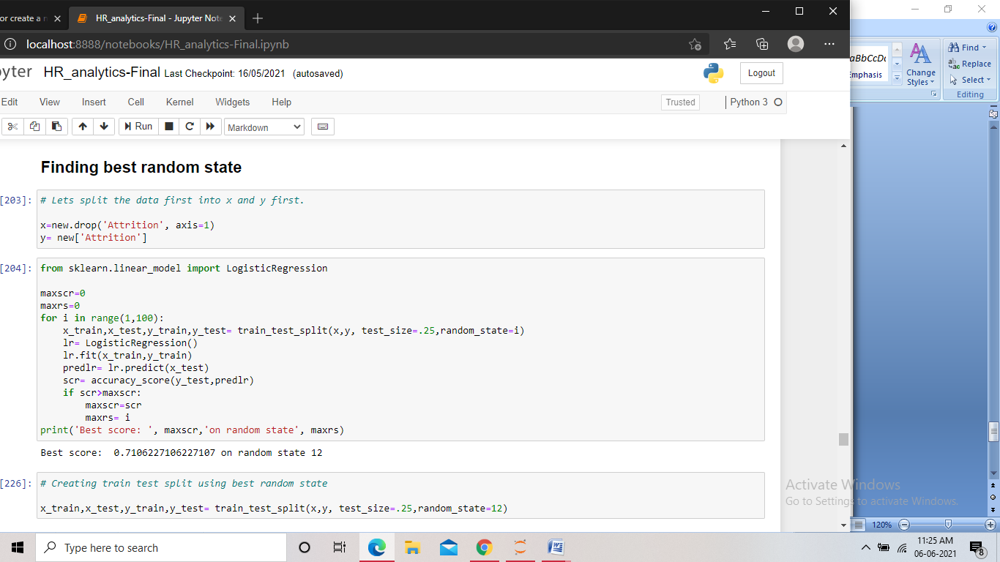 or create a n
HR_analytics-Final - Jupyter Note
localhost:8888/notebooks/HR_analytics-Final.ipynb
aBbCcDc
Emphasis
Change
Styles
Find
Replace
Select
Editing
yter HR_analytics-Final Last Checkpoint: 16/05/2021 (autosaved)
Logout
Edit View Insert Cell Kernel Widgets Help
Trusted
Python 3
Run
Markdown
Finding best random state
[203]: # Lets split the data first into x and y first.
x=new.drop('Attrition', axis=1)
y= new['Attrition']
[204]: from sklearn.linear_model import LogisticRegression
maxscr=0
maxrs=0
for i in range(1,100):
    x_train,x_test,y_train,y_test= train_test_split(x,y, test_size=.25,random_state=i)
    lr= LogisticRegression()
    lr.fit(x_train,y_train)
    predlr= lr.predict(x_test)
    scr= accuracy_score(y_test,predlr)
    if scr>maxscr:
        maxscr=scr
        maxrs= i
print('Best score: ', maxscr,'on random state', maxrs)
Best score:  0.7106227106227107 on random state 12
[226]: # Creating train test split using best random state
x_train,x_test,y_train,y_test= train_test_split(x,y, test_size=.25,random_state=12)
Activate Windows
Go to Settings to activate Windows.
120%
Type here to search
11:25 AM
06-06-2021
8